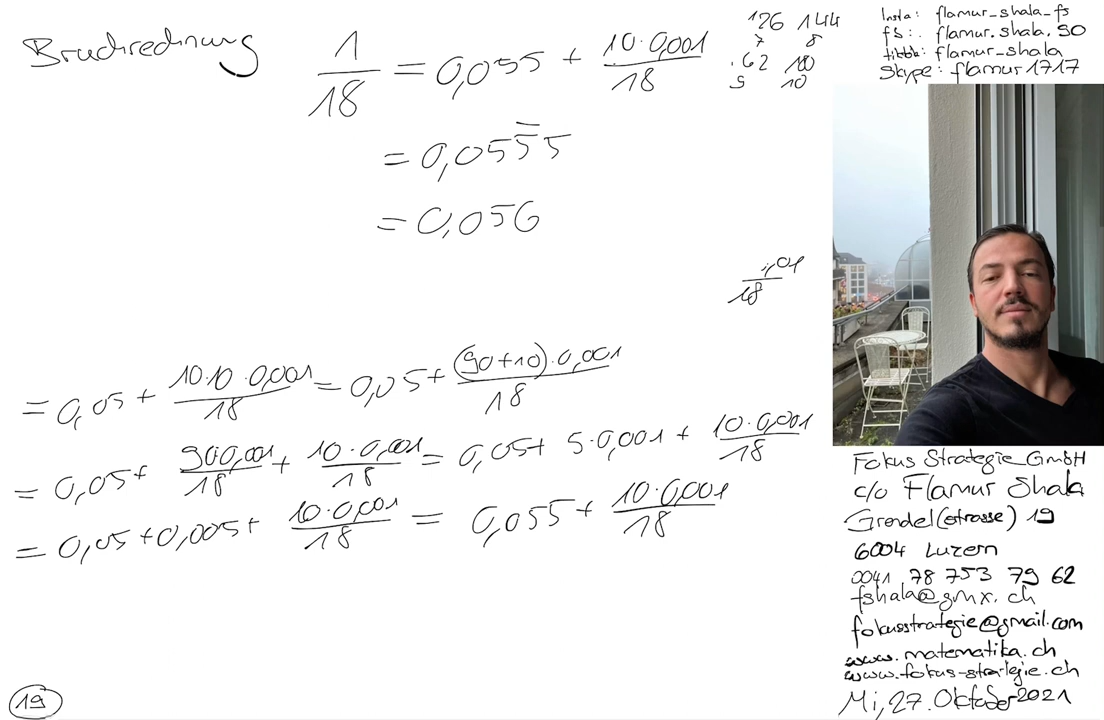 Bruchrechnung
1/18 = 0,055 + 10·0,001/18
= 0,055̅5
= 0,056
126 144
7 8
.62 180
9 10
Insta: flamur_shala_fs
fs:. flamur.shala.90
flamur_shala
Skype: flamur1717
/18
= 0,05 + 10·10·0,001/18 = 0,05 + (90+10)·0,001/18
= 0,05 + 90·0,001/18 + 10·0,001/18 = 0,05 + 5·0,001 + 10·0,001/18
= 0,05 + 0,005 + 10·0,001/18 = 0,055 + 10·0,001/18
19
Fokus Strategie GmbH
c/o Flamur Shala
Grendel(strasse) 19
6004 Luzern
0041 78 753 79 62
fshala@gmx.ch
fokusstrategie@gmail.com
www.matematika.ch
www.fokus-strategie.ch
Mi, 27. Oktober 2021